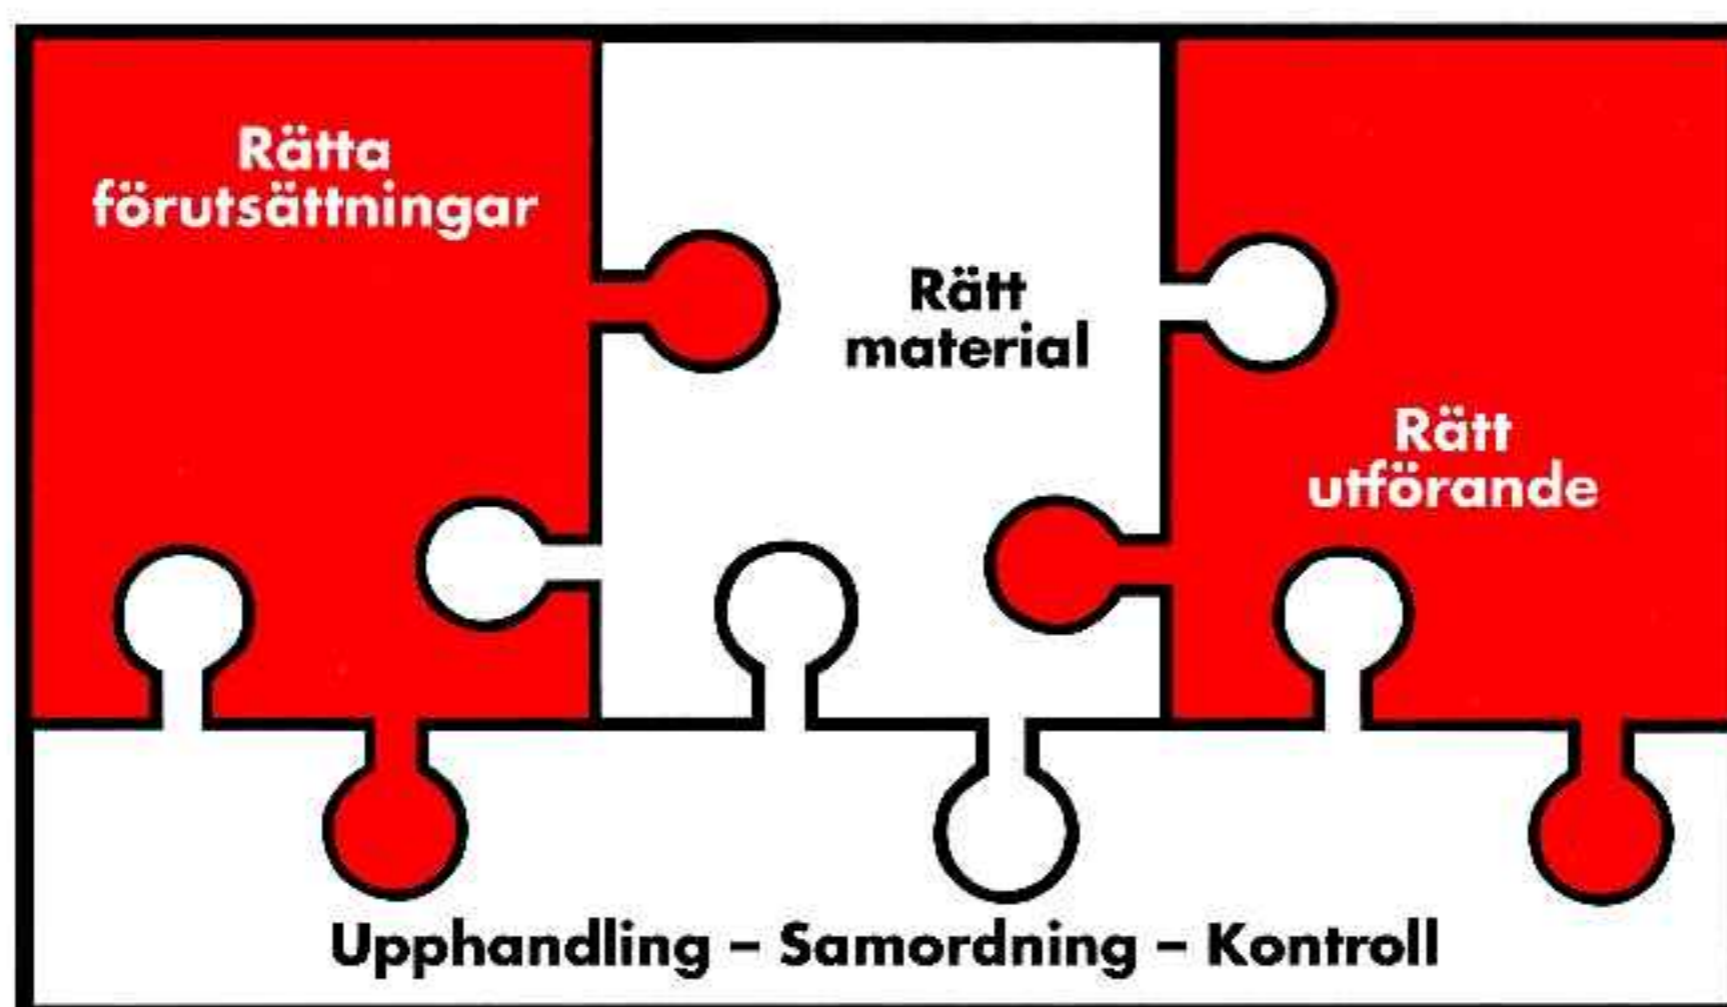 Rätta
förutsättningar
Rätt
material
Rätt
utförande
Upphandling – Samordning – Kontroll